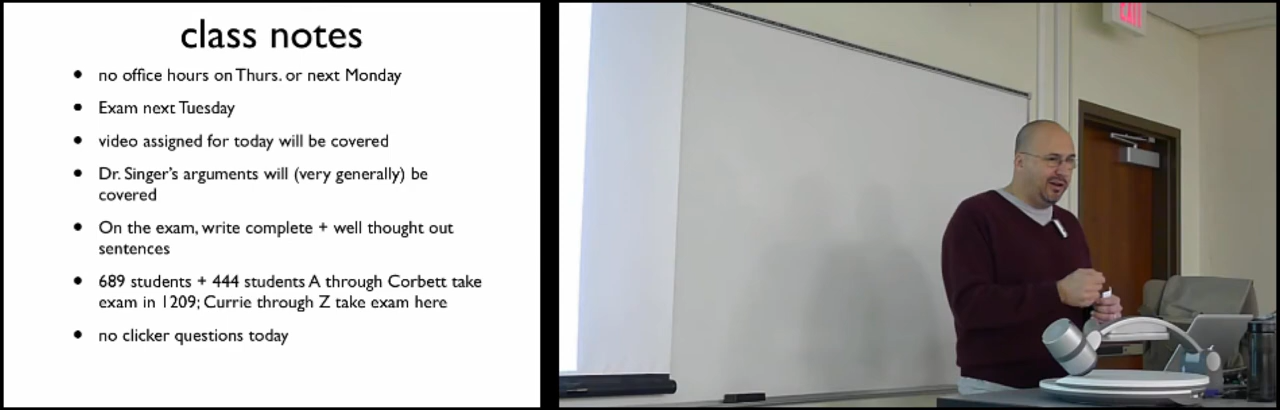 class notes
no office hours on Thurs. or next Monday
Exam next Tuesday
video assigned for today will be covered
Dr. Singer's arguments will (very generally) be
covered
On the exam, write complete + well thought out
sentences
689 students + 444 students A through Corbett take
exam in 1209; Currie through Z take exam here
no clicker questions today
EXIT